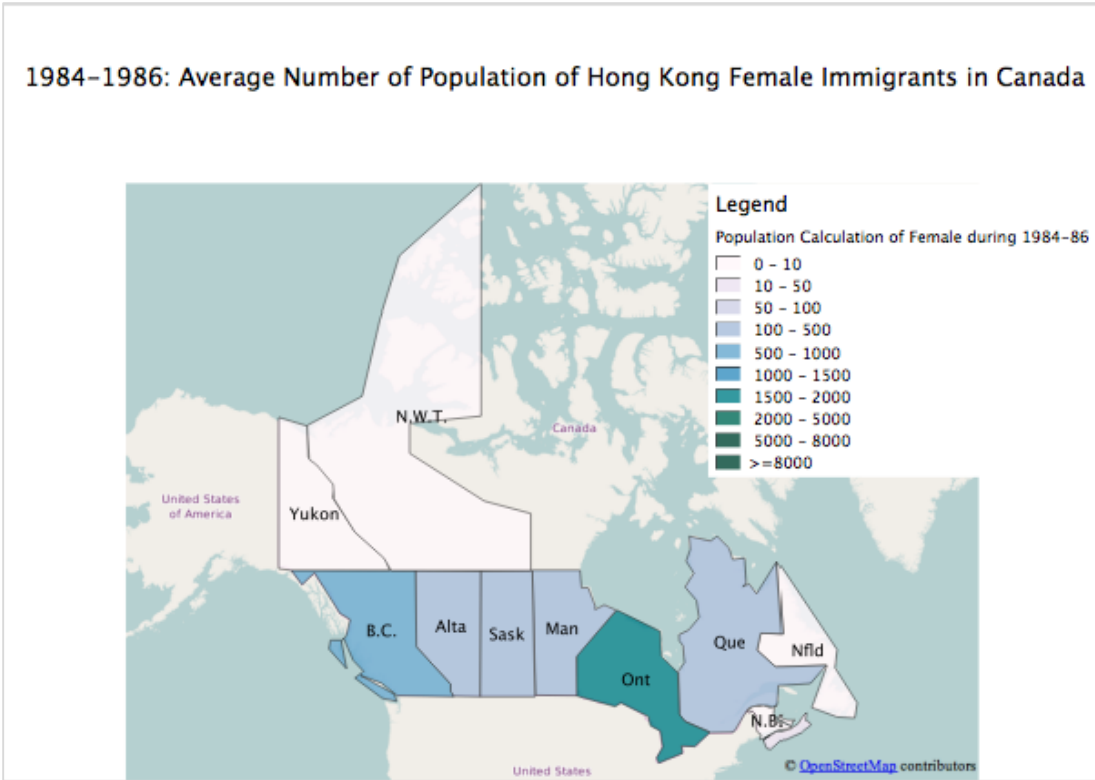 1984-1986: Average Number of Population of Hong Kong Female Immigrants in Canada
Legend
Population Calculation of Female during 1984-86
0 - 10
10 - 50
50 - 100
100 - 500
500 - 1000
1000 - 1500
1500 - 2000
2000 - 5000
5000 - 8000
>=8000
N.W.T.
Canada
United States
of America
Yukon
B.C.
Alta
Sask
Man
Ont
Que
Nfld
N.B.
United States
© OpenStreetMap contributors